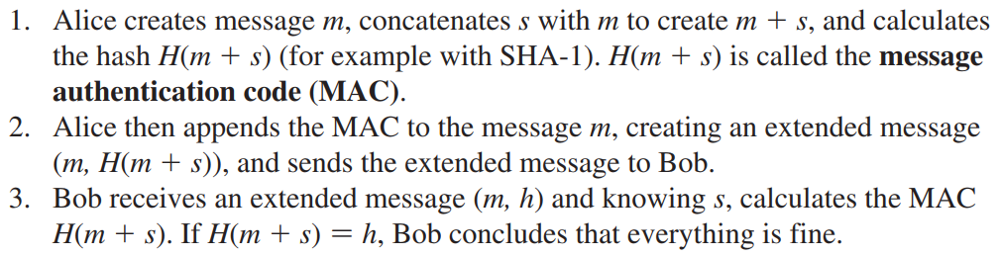 1. Alice creates message m, concatenates s with m to create m + s, and calculates
the hash H(m + s) (for example with SHA-1). H(m + s) is called the message
authentication code (MAC).
2. Alice then appends the MAC to the message m, creating an extended message
(m, H(m + s)), and sends the extended message to Bob.
3. Bob receives an extended message (m, h) and knowing s, calculates the MAC
H(m + s). If H(m + s) = h, Bob concludes that everything is fine.